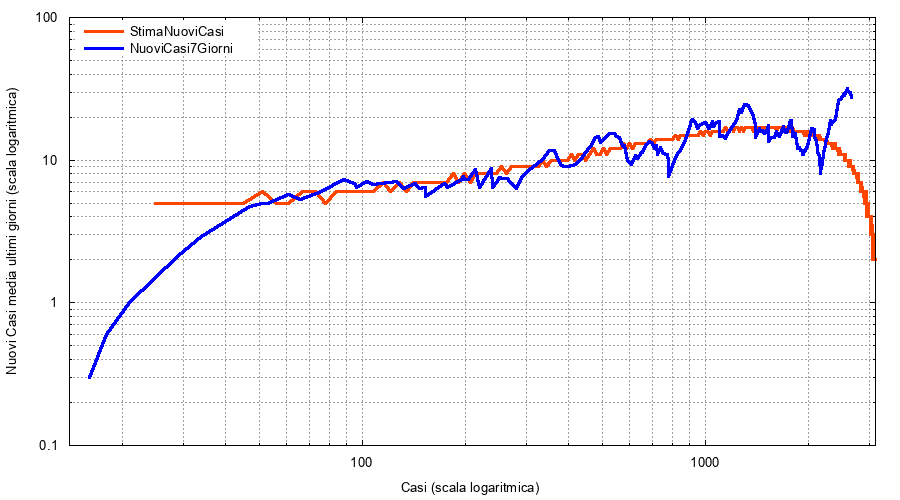 100
10
1
0.1
100
1000
StimaNuoviCasi
NuoviCasi7Giorni
Nuovi Casi media ultimi giorni (scala logaritmica)
Casi (scala logaritmica)